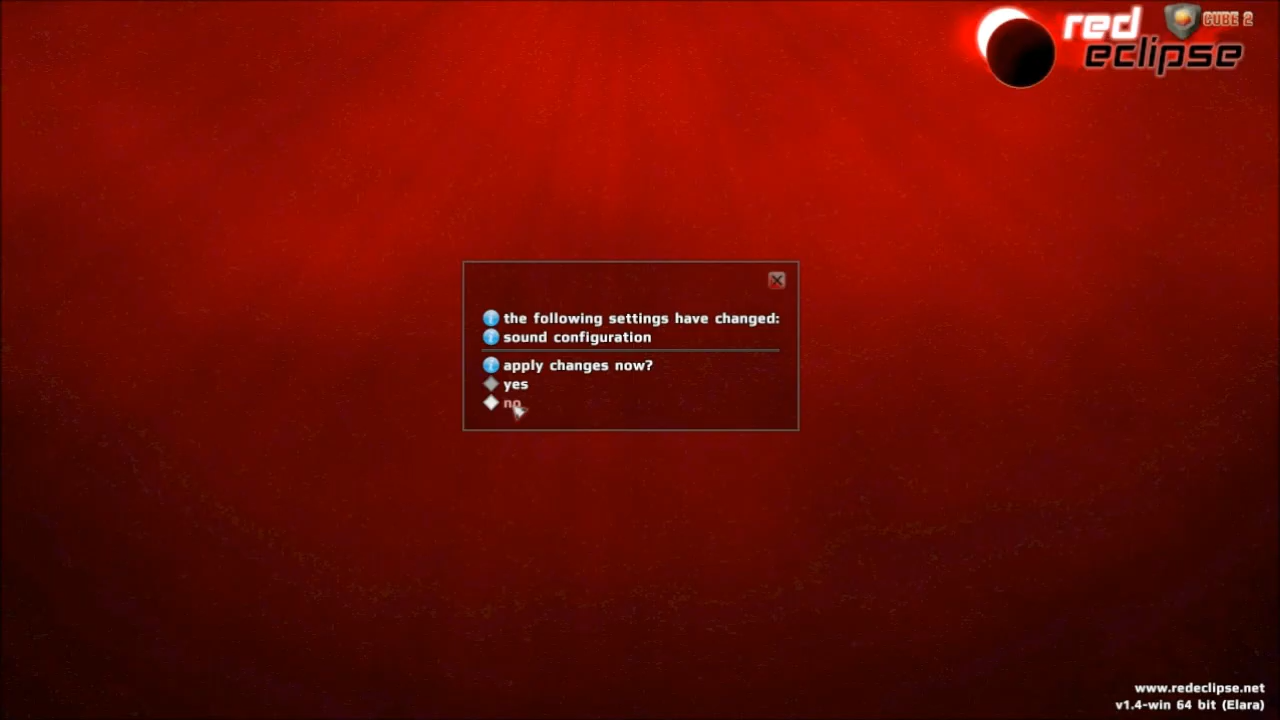 red
CUBE 2
eclipse
the following settings have changed:
sound configuration
apply changes now?
yes
no
www.redeclipse.net
v1.4-win 64 bit (Elara)